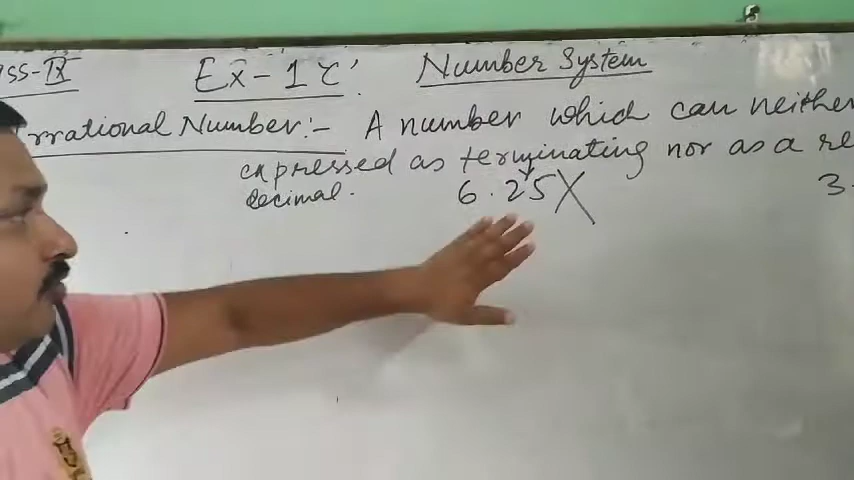 ss-IX Ex-1C' Number System
rrational Number:- A number which can neither
expressed as terminating nor as a re
decimal. 6.25 X 3.